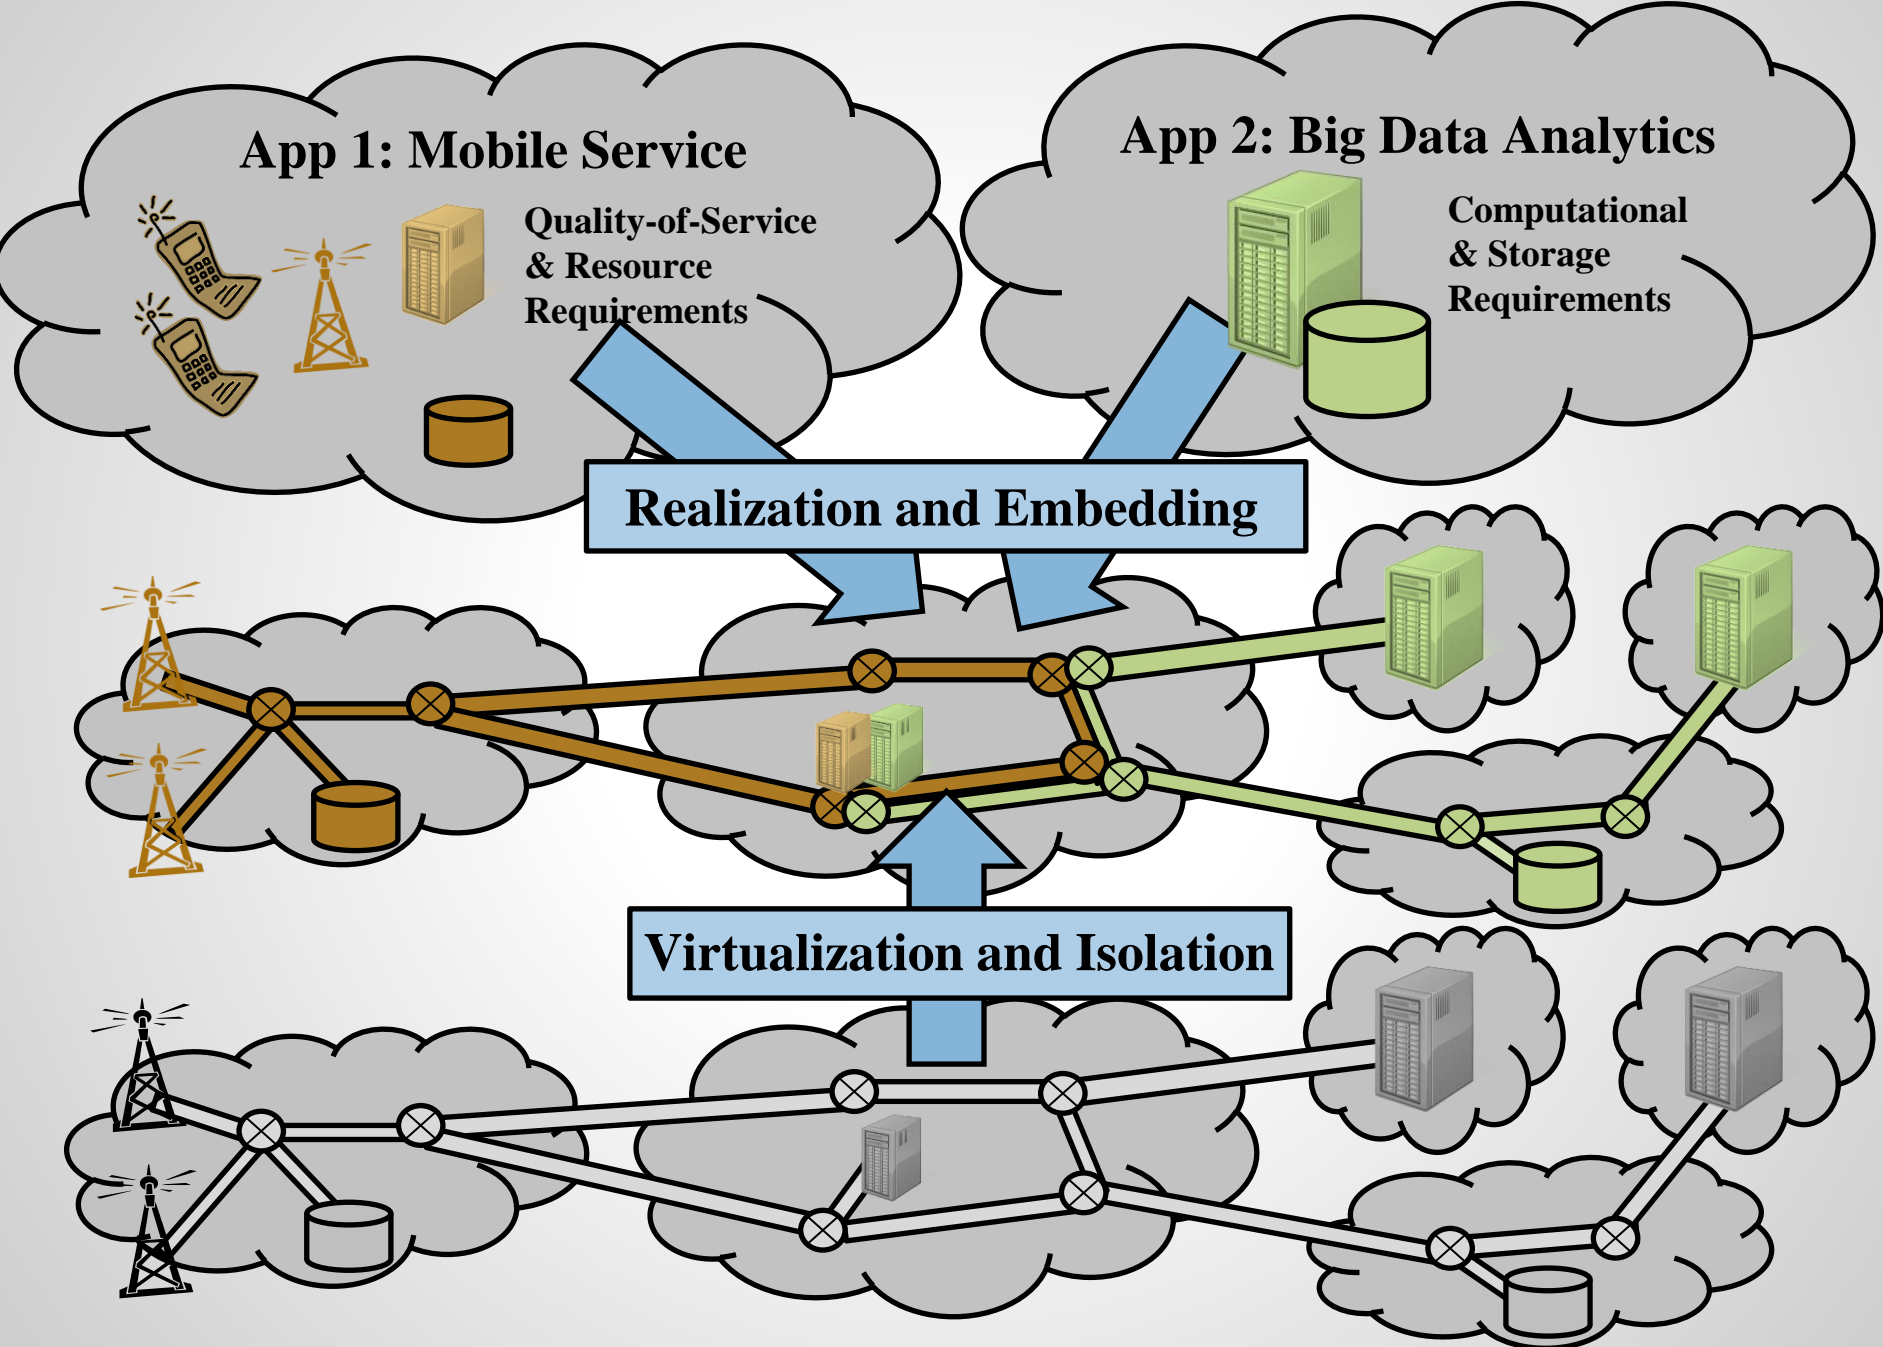 App 1: Mobile Service
Quality-of-Service
& Resource
Requirements
App 2: Big Data Analytics
Computational
& Storage
Requirements
Realization and Embedding
Virtualization and Isolation